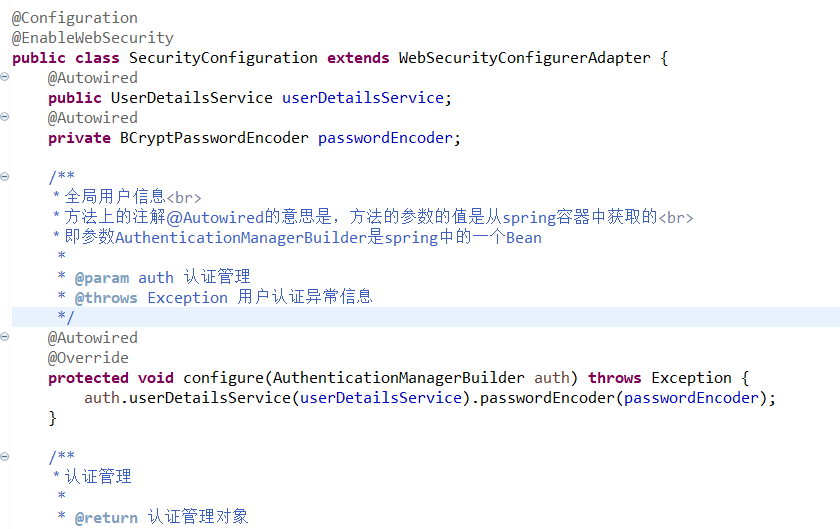 @Configuration
@EnableWebSecurity
public class SecurityConfiguration extends WebSecurityConfigurerAdapter {
@Autowired
public UserDetailsService userDetailsService;
@Autowired
private BCryptPasswordEncoder passwordEncoder;
/**
* 全局用户信息<br>
* 方法上的注解@Autowired的意思是，方法的参数的值是从spring容器中获取的<br>
* 即参数AuthenticationManagerBuilder是spring中的一个Bean
*
* @param auth 认证管理
* @throws Exception 用户认证异常信息
*/
@Autowired
@Override
protected void configure(AuthenticationManagerBuilder auth) throws Exception {
auth.userDetailsService(userDetailsService).passwordEncoder(passwordEncoder);
}
/**
* 认证管理
*
* @return 认证管理对象